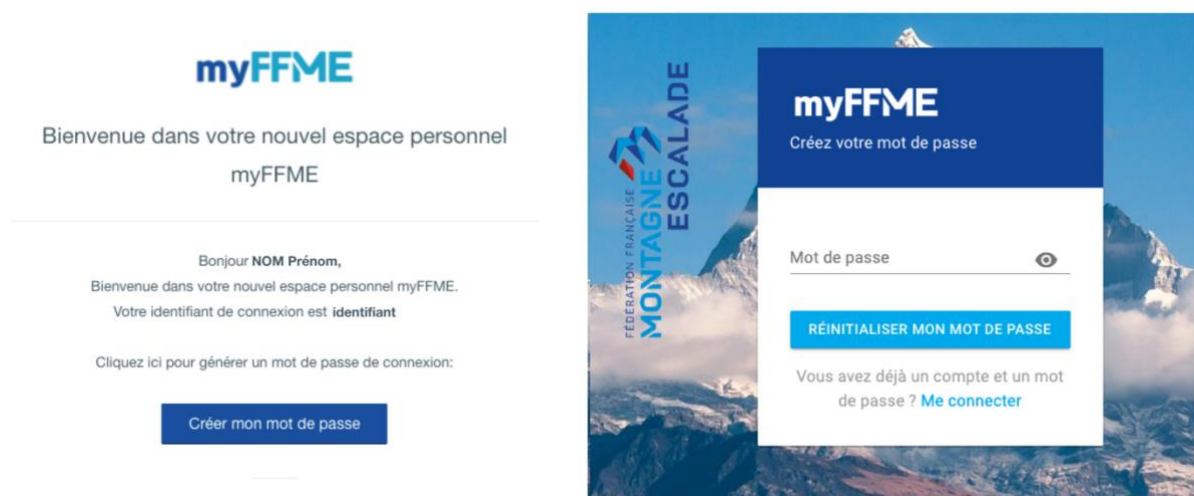 myFFME
Bienvenue dans votre nouvel espace personnel
myFFME
Bonjour NOM Prénom,
Bienvenue dans votre nouvel espace personnel myFFME.
Votre identifiant de connexion est identifiant
Cliquez ici pour générer un mot de passe de connexion:
Créer mon mot de passe
FÉDÉRATION FRANÇAISE
MONTAGNE
ESCALADE
myFFME
Créez votre mot de passe
Mot de passe
RÉINITIALISER MON MOT DE PASSE
Vous avez déjà un compte et un mot
de passe ? Me connecter